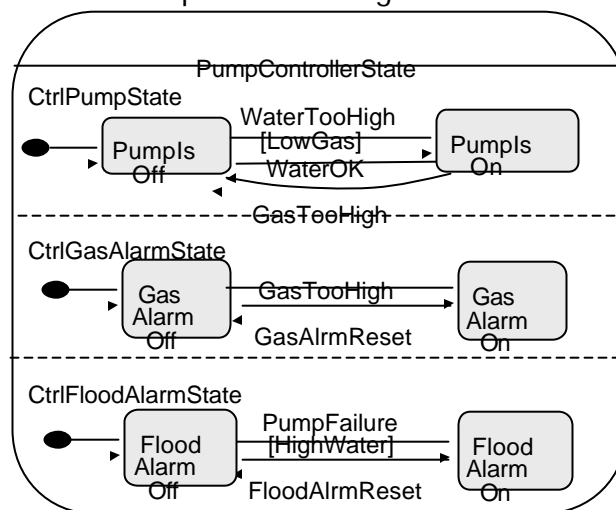 PumpControllerState
CtrlPumpState
WaterTooHigh
[LowGas]
PumpIs
Off
PumpIs
On
WaterOK
GasTooHigh
CtrlGasAlarmState
Gas
Alarm
Off
GasTooHigh
Gas
Alarm
On
GasAlrmReset
CtrlFloodAlarmState
Flood
Alarm
Off
PumpFailure
[HighWater]
Flood
Alarm
On
FloodAlrmReset